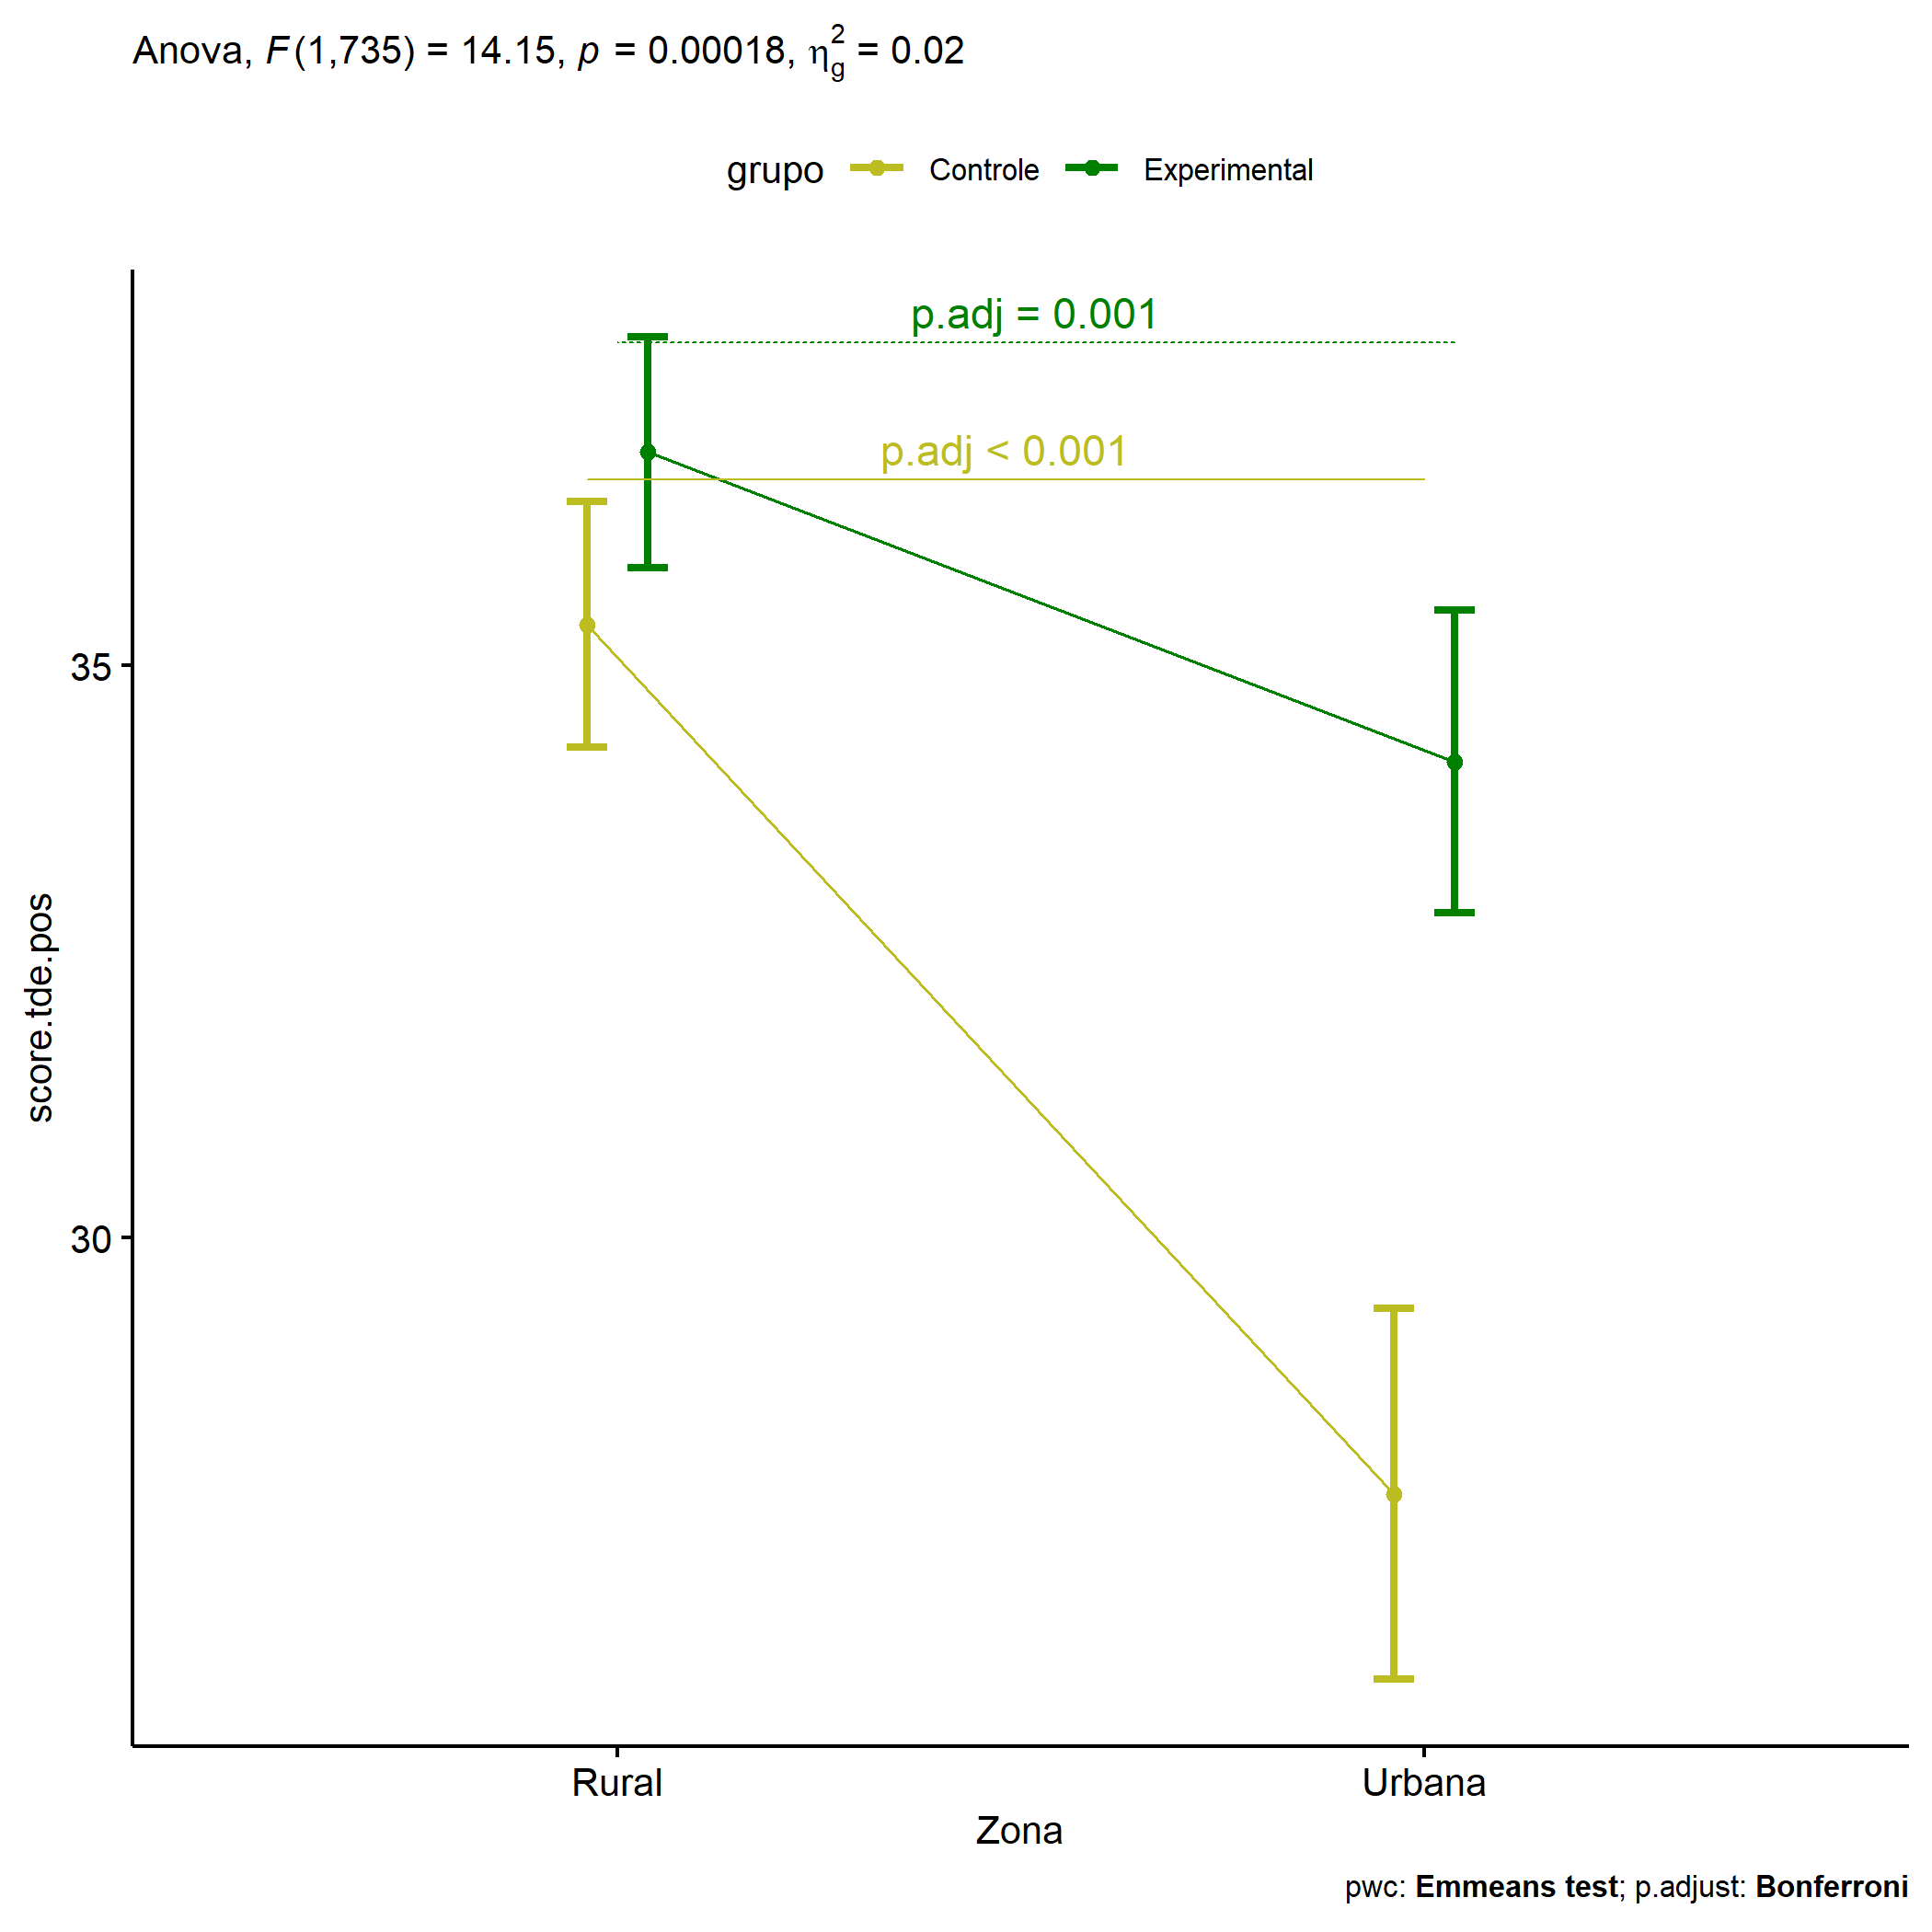 Anova, F(1,735) = 14.15, p = 0.00018, η²g = 0.02
grupo Controle Experimental
p.adj = 0.001
p.adj < 0.001
35
30
score.tde.pos
Rural Urbana
Zona
pwc: Emmeans test; p.adjust: Bonferroni